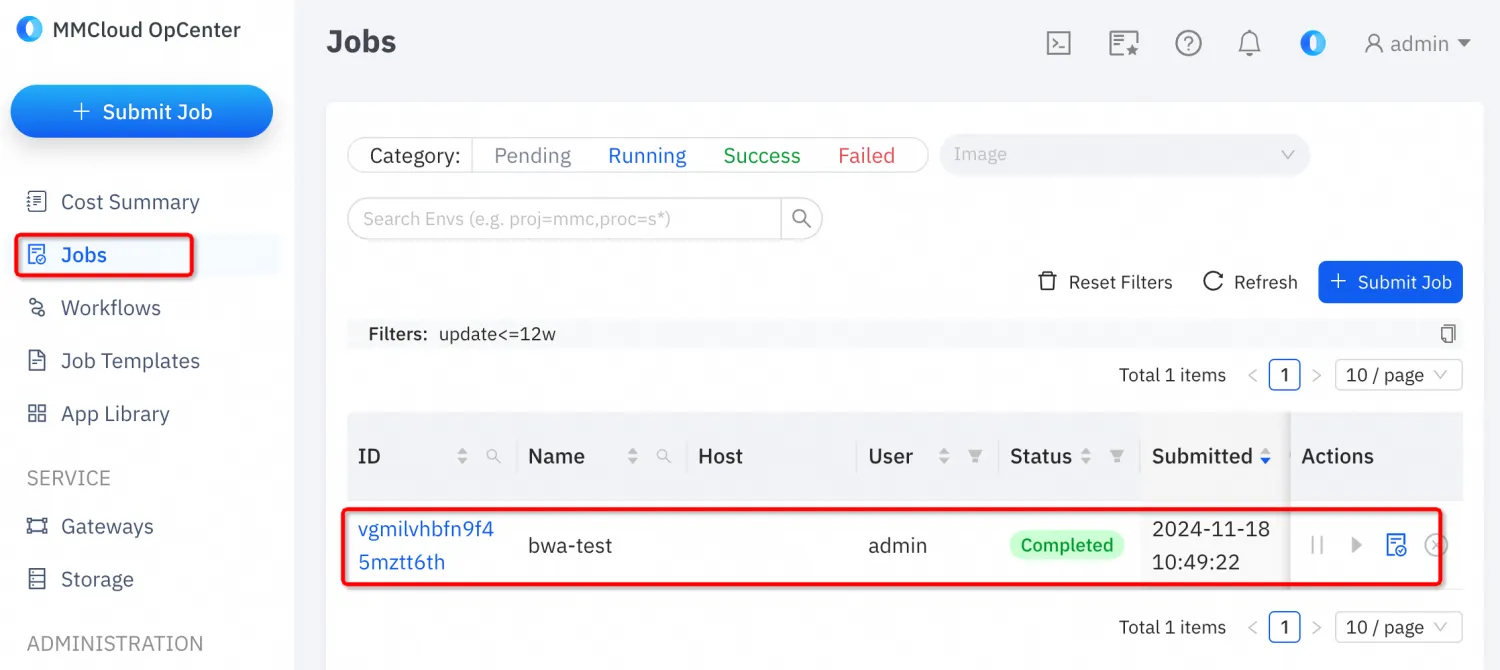 MMCloud OpCenter
+ Submit Job
Cost Summary
Jobs
Workflows
Job Templates
App Library
SERVICE
Gateways
Storage
ADMINISTRATION
Jobs
admin
Category: Pending Running Success Failed
Image
Search Envs (e.g. proj=mmc,proc=s*)
Reset Filters Refresh + Submit Job
Filters: update<=12w
Total 1 items < 1 > 10 / page
ID Name Host User Status Submitted Actions
vgmilvhbfn9f4
5mztt6th
bwa-test admin Completed
2024-11-18
10:49:22
Total 1 items < 1 > 10 / page